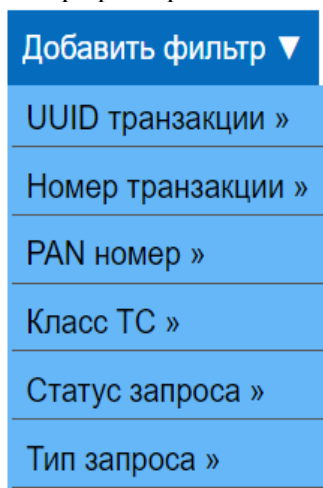 Добавить фильтр ▼
UUID транзакции »
Номер транзакции »
PAN номер »
Класс ТС »
Статус запроса »
Тип запроса »